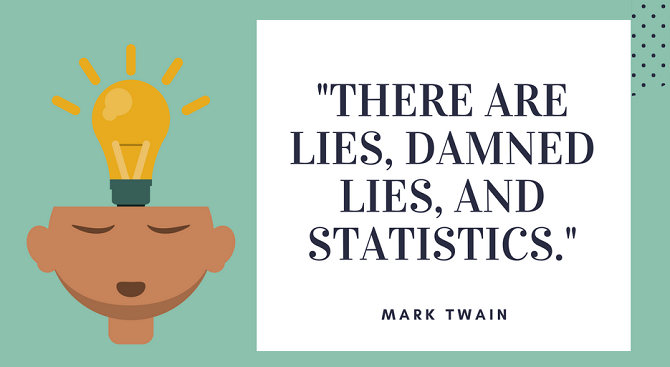 "THERE ARE
LIES, DAMNED
LIES, AND
STATISTICS."
MARK TWAIN